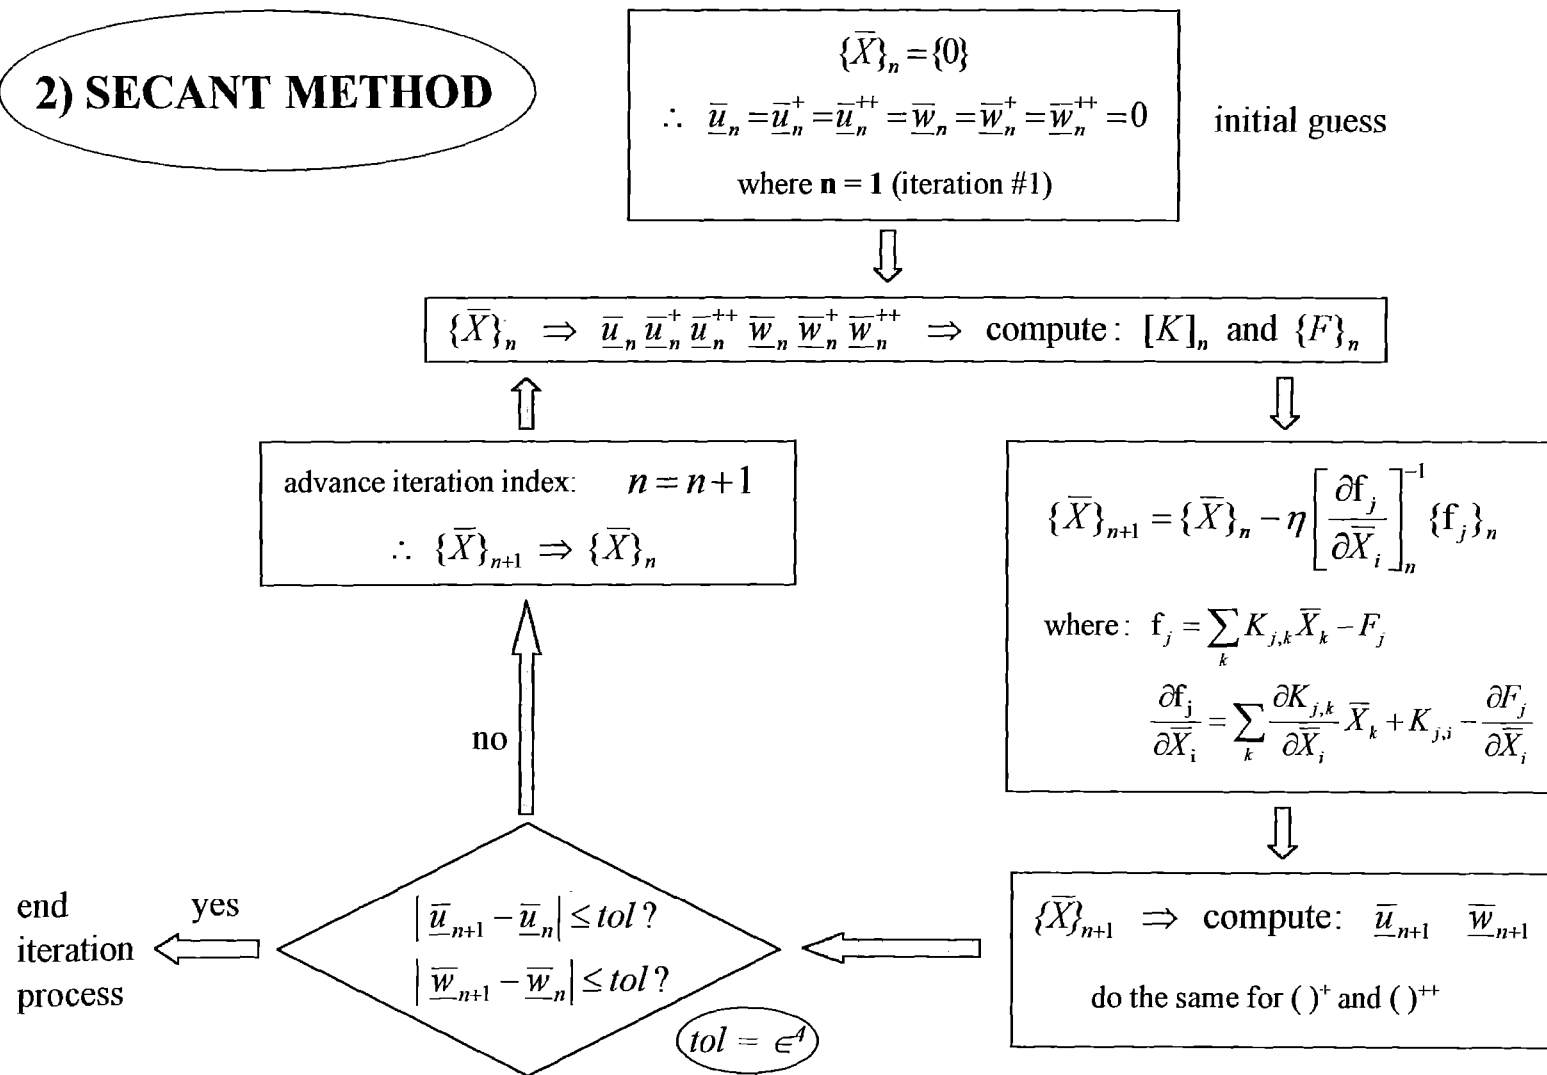 2) SECANT METHOD
{X̅}ₙ = {0}
∴ u̲̅ₙ = u̲̅ₙ⁺ = u̲̅ₙ⁺⁺ = w̲̅ₙ = w̲̅ₙ⁺ = w̲̅ₙ⁺⁺ = 0
where n = 1 (iteration #1)
initial guess
{X̅}ₙ ⇒ u̲̅ₙ u̲̅ₙ⁺ u̲̅ₙ⁺⁺ w̲̅ₙ w̲̅ₙ⁺ w̲̅ₙ⁺⁺ ⇒ compute: [K]ₙ and {F}ₙ
advance iteration index: n = n+1
∴ {X̅}ₙ₊₁ ⇒ {X̅}ₙ
{X̅}ₙ₊₁ = {X̅}ₙ − η[∂fⱼ/∂X̅ᵢ]ₙ⁻¹ {fⱼ}ₙ
where: fⱼ = ∑ₖ Kⱼ,ₖ X̅ₖ − Fⱼ
∂fⱼ/∂X̅ᵢ = ∑ₖ ∂Kⱼ,ₖ/∂X̅ᵢ X̅ₖ + Kⱼ,ᵢ − ∂Fⱼ/∂X̅ᵢ
{X̅}ₙ₊₁ ⇒ compute: u̲̅ₙ₊₁ w̲̅ₙ₊₁
do the same for ( )⁺ and ( )⁺⁺
no
|u̲̅ₙ₊₁ − u̲̅ₙ| ≤ tol?
|w̲̅ₙ₊₁ − w̲̅ₙ| ≤ tol?
tol = ∈⁴
yes
end
iteration
process